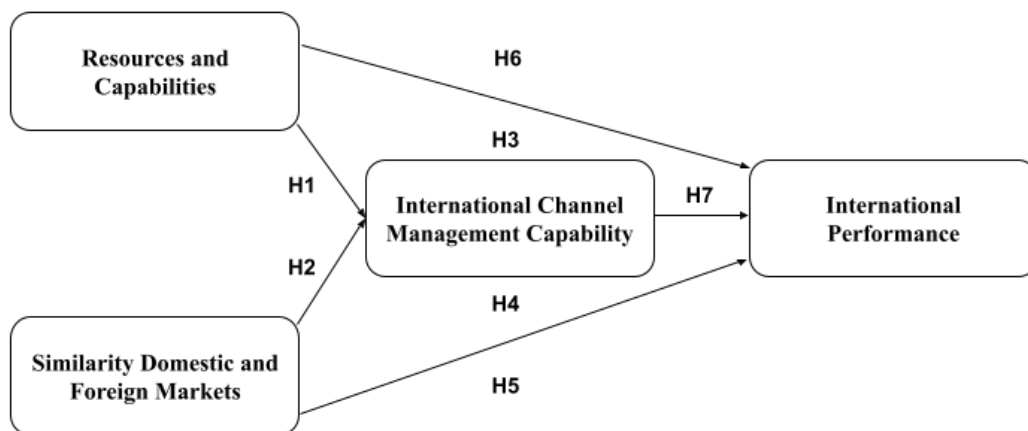 Resources and
Capabilities
H6
H3
H1
International Channel
Management Capability
H7
International
Performance
H2
H4
Similarity Domestic and
Foreign Markets
H5